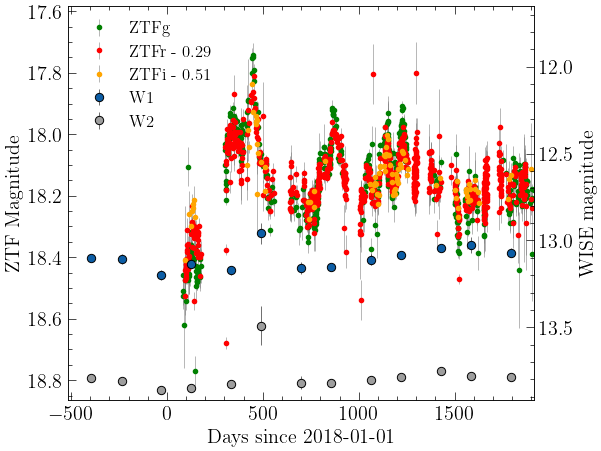 ZTFg
ZTFr - 0.29
ZTFi - 0.51
W1
W2
17.6
17.8
18.0
18.2
18.4
18.6
18.8
ZTF Magnitude
12.0
12.5
13.0
13.5
WISE magnitude
−500
0
500
1000
1500
Days since 2018-01-01